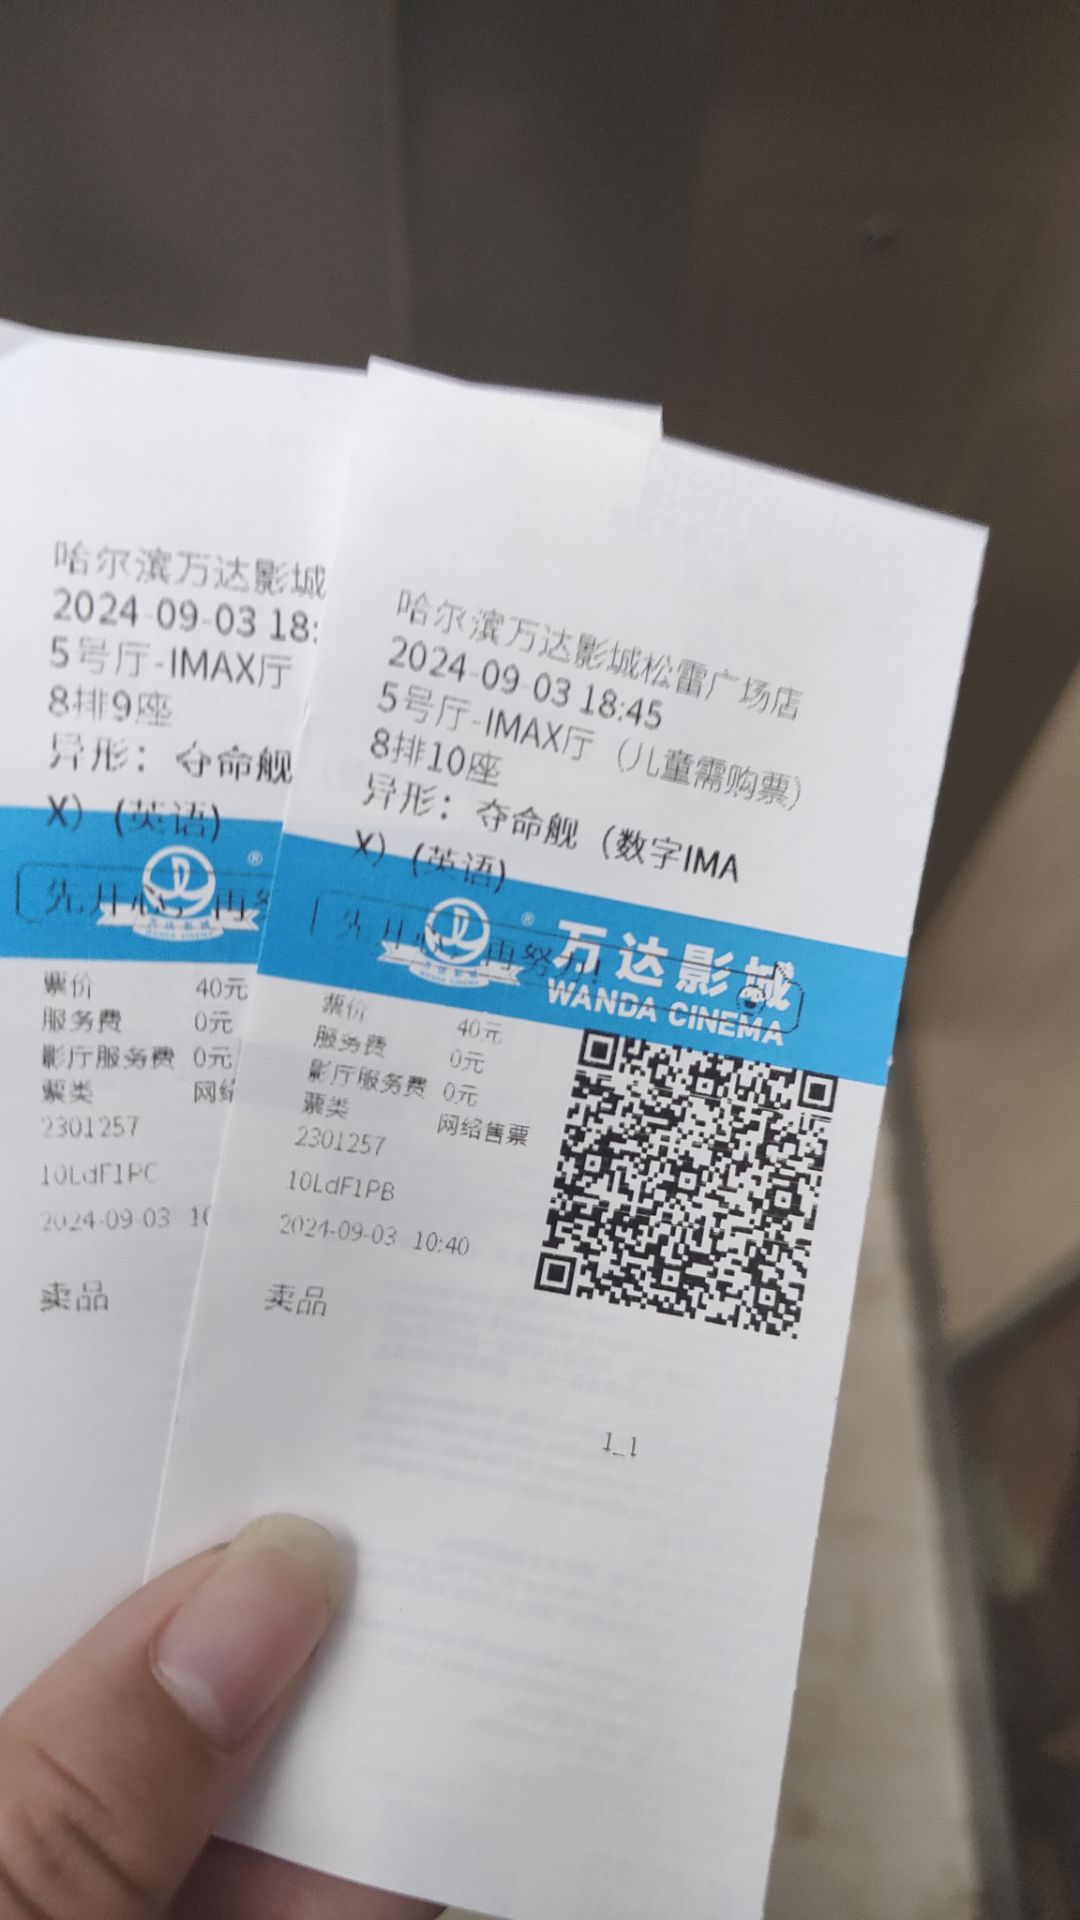 哈尔滨万达影城
2024-09-03 18:
5号厅-IMAX厅
8排9座
异形：夺命舰
X）（英语）
先开心，再努
票价 40元
服务费 0元
影厅服务费 0元
票类 网络
2301257
10LdF1PC
2024-09-03 10
卖品
哈尔滨万达影城松雷广场店
2024-09-03 18:45
5号厅-IMAX厅（儿童需购票）
8排10座
异形：夺命舰（数字IMA
X）（英语）
先开心，再努力！
万达影城
WANDA CINEMA
票价 40元
服务费 0元
影厅服务费 0元
票类 网络售票
2301257
10LdF1PB
2024-09-03 10:40
卖品
1_1